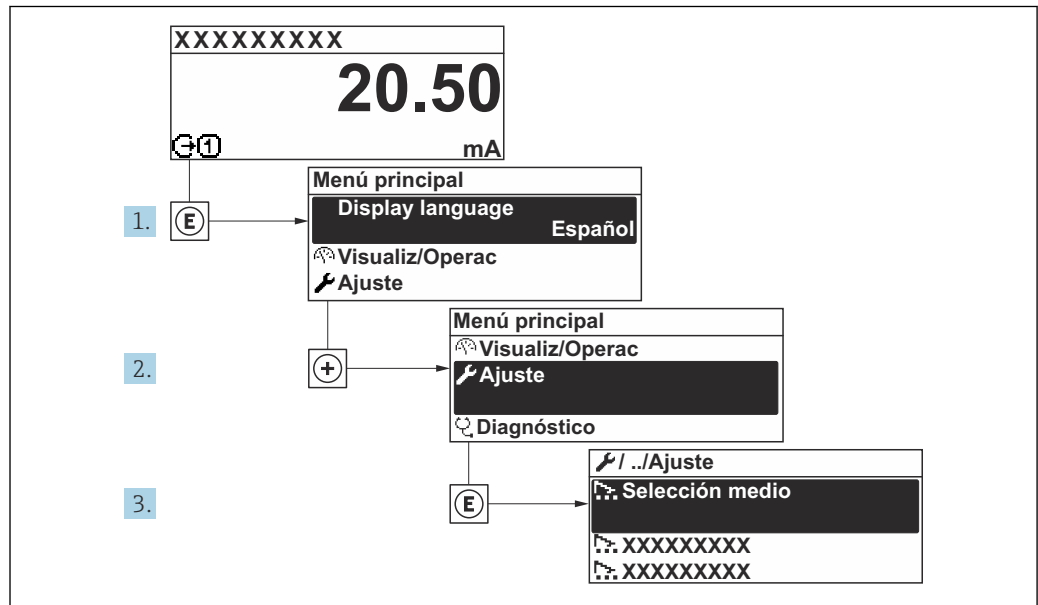 XXXXXXXXX
20.50
1
mA
1.
E
Menú principal
Display language
Español
Visualiz/Operac
Ajuste
2.
+
Menú principal
Visualiz/Operac
Ajuste
Diagnóstico
3.
E
/ ../Ajuste
Selección medio
XXXXXXXXX
XXXXXXXXX